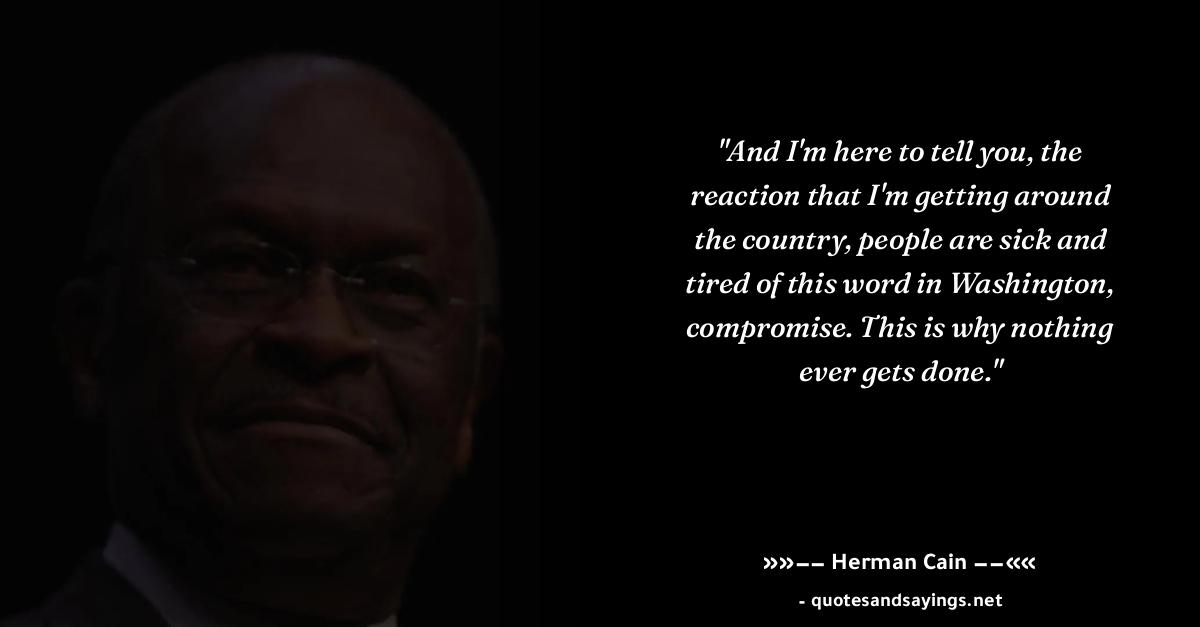 "And I'm here to tell you, the
reaction that I'm getting around
the country, people are sick and
tired of this word in Washington,
compromise. This is why nothing
ever gets done."
»»−− Herman Cain −−««
- quotesandsayings.net